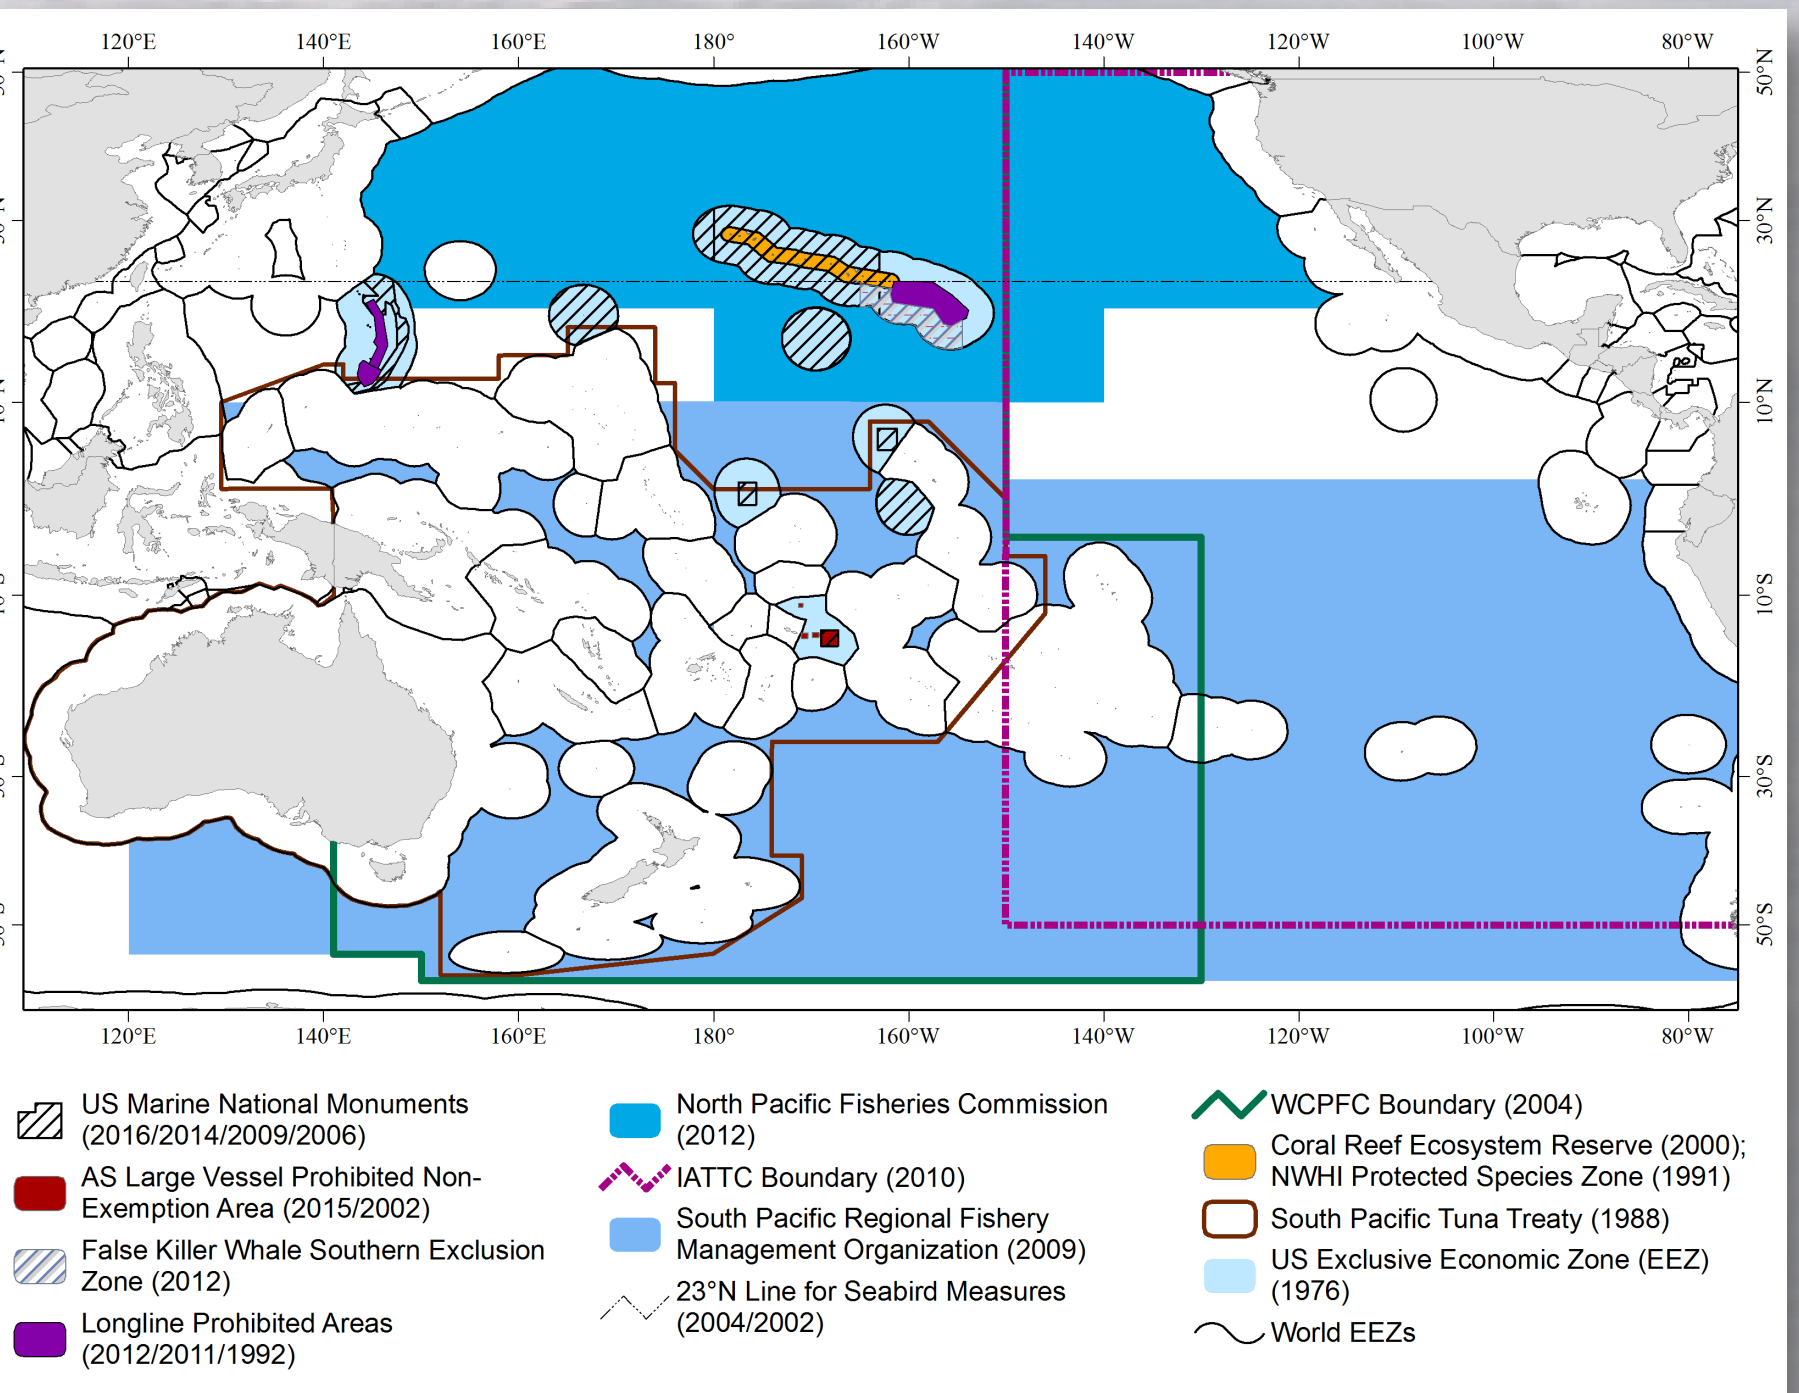 120°E 140°E 160°E 180° 160°W 140°W 120°W 100°W 80°W
50°N
30°N 30°N
10°N 10°N
10°S 10°S
30°S 30°S
50°S 50°S
120°E 140°E 160°E 180° 160°W 140°W 120°W 100°W 80°W
US Marine National Monuments
(2016/2014/2009/2006)
AS Large Vessel Prohibited Non-
Exemption Area (2015/2002)
False Killer Whale Southern Exclusion
Zone (2012)
Longline Prohibited Areas
(2012/2011/1992)
North Pacific Fisheries Commission
(2012)
IATTC Boundary (2010)
South Pacific Regional Fishery
Management Organization (2009)
23°N Line for Seabird Measures
(2004/2002)
WCPFC Boundary (2004)
Coral Reef Ecosystem Reserve (2000);
NWHI Protected Species Zone (1991)
South Pacific Tuna Treaty (1988)
US Exclusive Economic Zone (EEZ)
(1976)
World EEZs